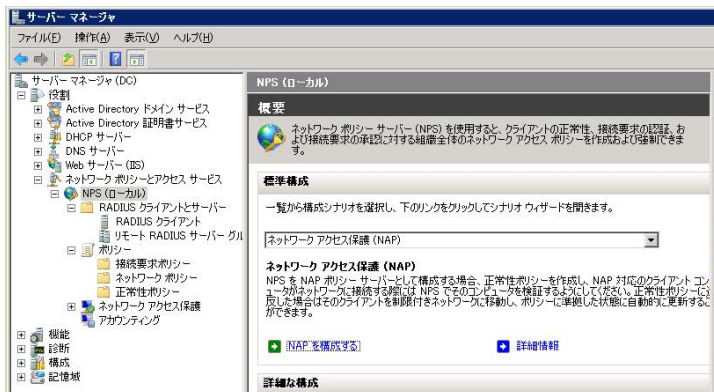 サーバー マネージャ
ファイル(F) 操作(A) 表示(V) ヘルプ(H)
サーバー マネージャ (DC)
役割
Active Directory ドメイン サービス
Active Directory 証明書サービス
DHCP サーバー
DNS サーバー
Web サーバー (IIS)
ネットワーク ポリシーとアクセス サービス
NPS (ローカル)
RADIUS クライアントとサーバー
RADIUS クライアント
リモート RADIUS サーバー グル
ポリシー
接続要求ポリシー
ネットワーク ポリシー
正常性ポリシー
ネットワーク アクセス保護
アカウンティング
機能
診断
構成
記憶域
NPS (ローカル)
概要
ネットワーク ポリシー サーバー (NPS) を使用すると、クライアントの正常性、接続要求の認証、お
よび接続要求の承認に対する組織全体のネットワーク アクセス ポリシーを作成および強制できま
す。
標準構成
一覧から構成シナリオを選択し、下のリンクをクリックしてシナリオ ウィザードを開きます。
ネットワーク アクセス保護 (NAP)
ネットワーク アクセス保護 (NAP)
NPS を NAP ポリシー サーバーとして構成する場合、正常性ポリシーを作成し、NAP 対応のクライアント コン
ュータがネットワークに接続する際には NPS でそのコンピュータを検証するようにしてください。正常性ポリシーに
反した場合はそのクライアントを制限付きネットワークに移動し、ポリシーに準拠した状態に自動的に更新する
ができます。
NAP を構成する
詳細情報
詳細な構成